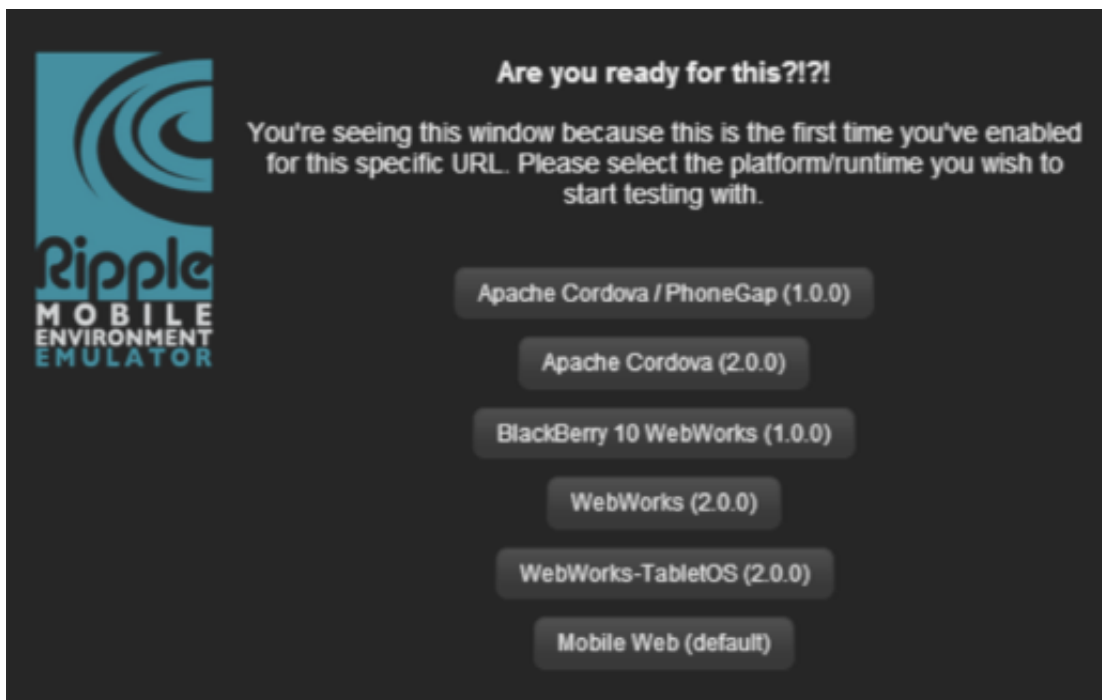 Ripple
MOBILE
ENVIRONMENT
EMULATOR
Are you ready for this?!?!
You're seeing this window because this is the first time you've enabled
for this specific URL. Please select the platform/runtime you wish to
start testing with.
Apache Cordova / PhoneGap (1.0.0)
Apache Cordova (2.0.0)
BlackBerry 10 WebWorks (1.0.0)
WebWorks (2.0.0)
WebWorks-TabletOS (2.0.0)
Mobile Web (default)